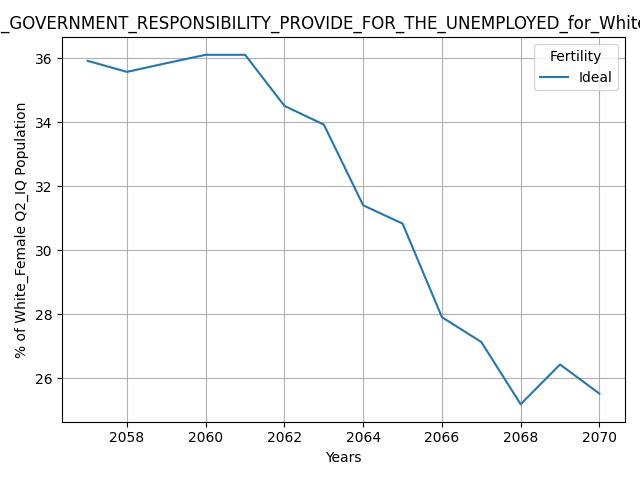 _GOVERNMENT_RESPONSIBILITY_PROVIDE_FOR_THE_UNEMPLOYED_for_White
Fertility
Ideal
% of White_Female Q2_IQ Population
36
34
32
30
28
26
2058 2060 2062 2064 2066 2068 2070
Years